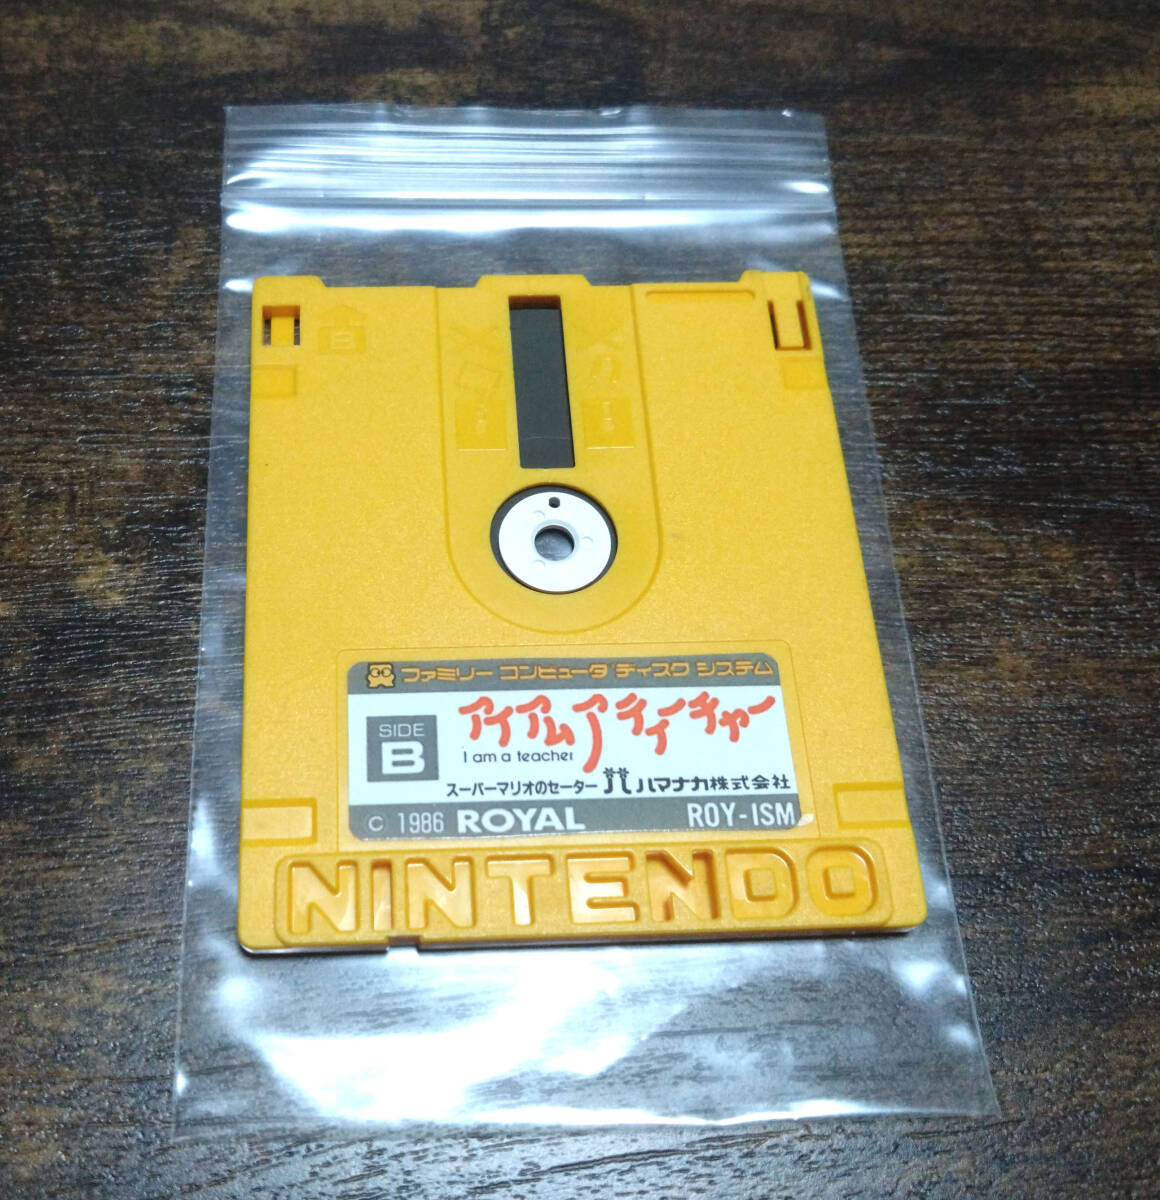 ファミリー コンピュータ ディスク システム
SIDE B
アイアムアティーチャー
I am a teacher
スーパーマリオのセーター ハマナカ株式会社
C 1986 ROYAL ROY-ISM
NINTENDO